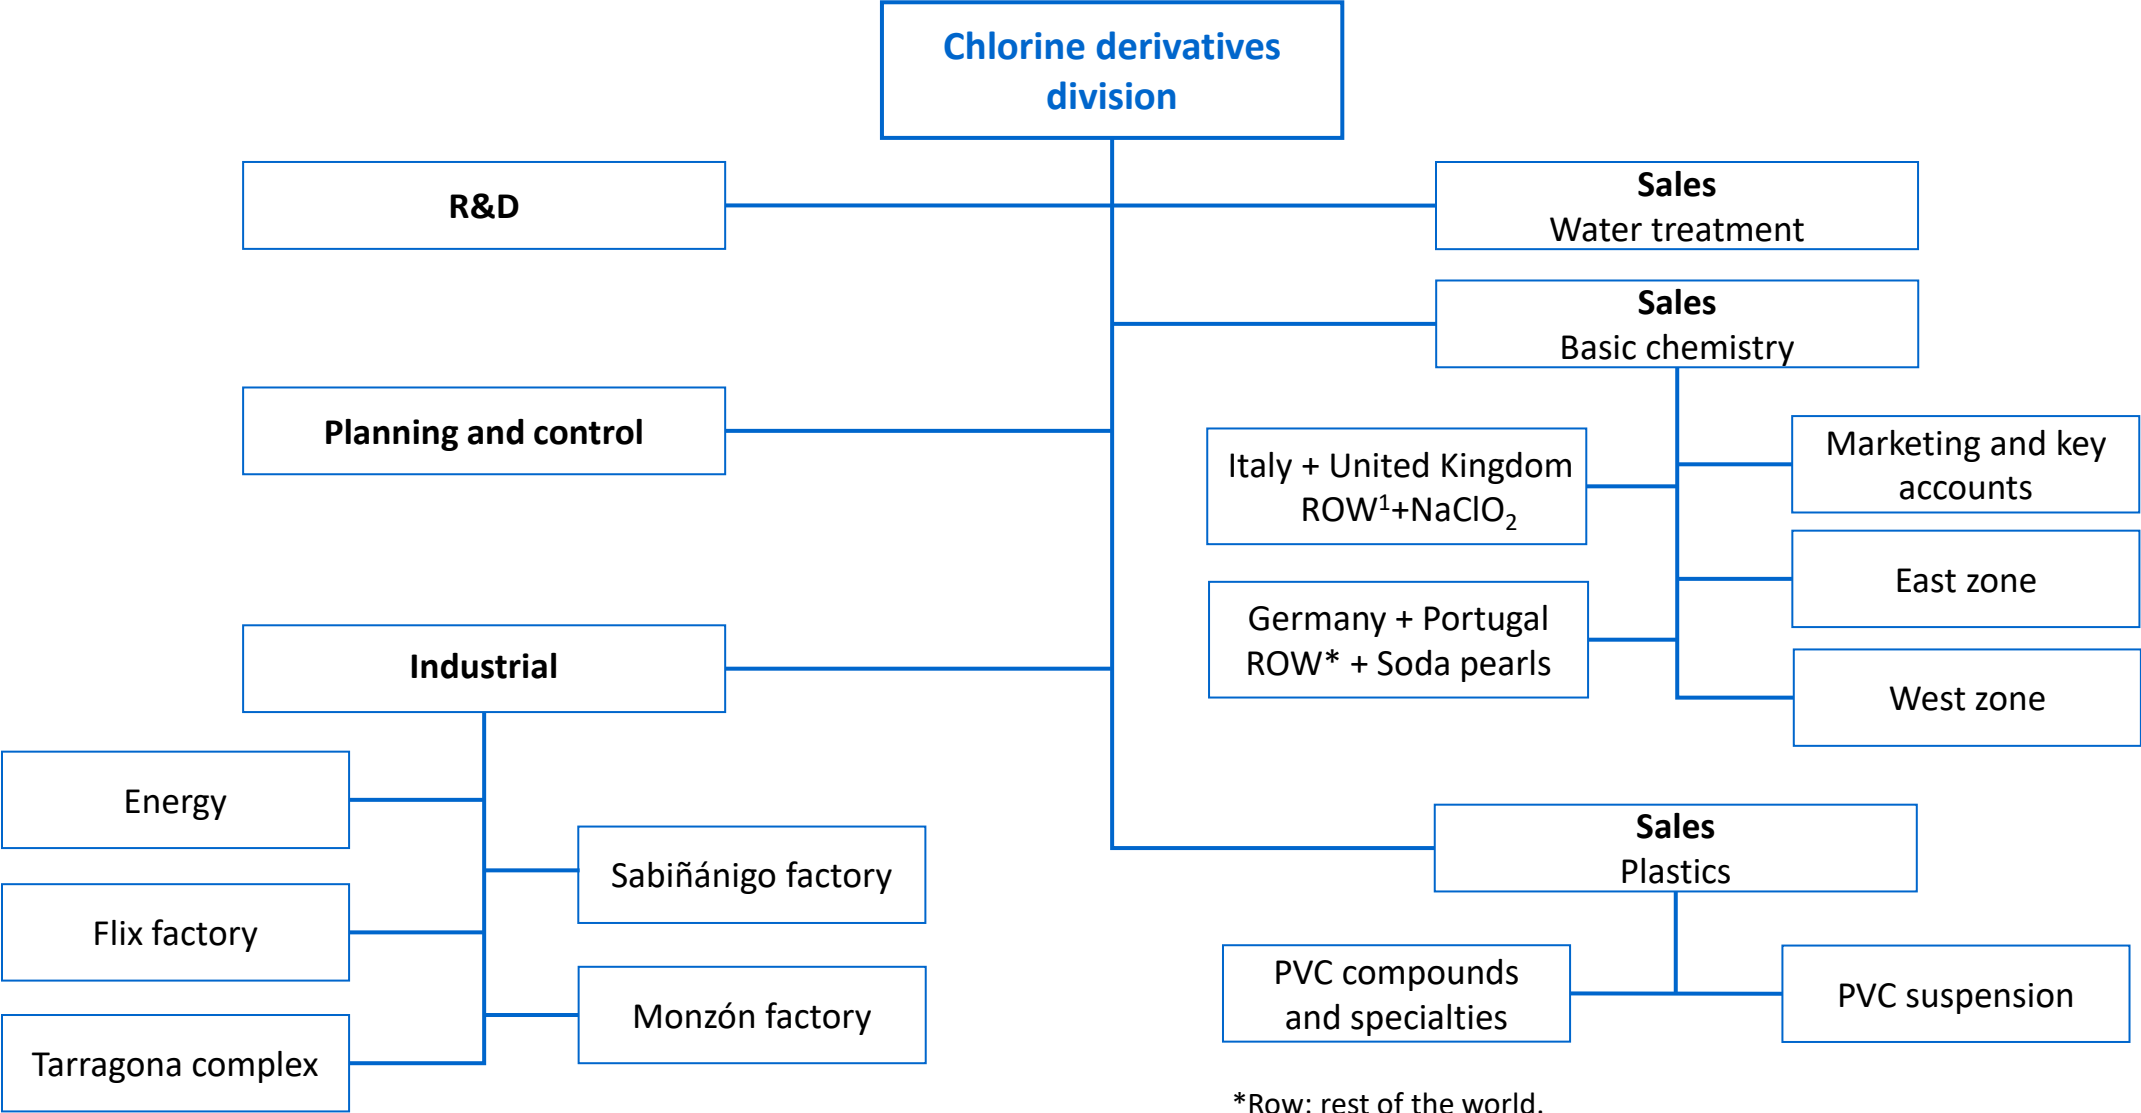 Chlorine derivatives
division
R&D
Sales
Water treatment
Sales
Basic chemistry
Planning and control
Italy + United Kingdom
ROW¹+NaClO₂
Marketing and key
accounts
East zone
Germany + Portugal
ROW* + Soda pearls
West zone
Industrial
Energy
Sabiñánigo factory
Flix factory
Monzón factory
Tarragona complex
Sales
Plastics
PVC compounds
and specialties
PVC suspension
*Row: rest of the world.